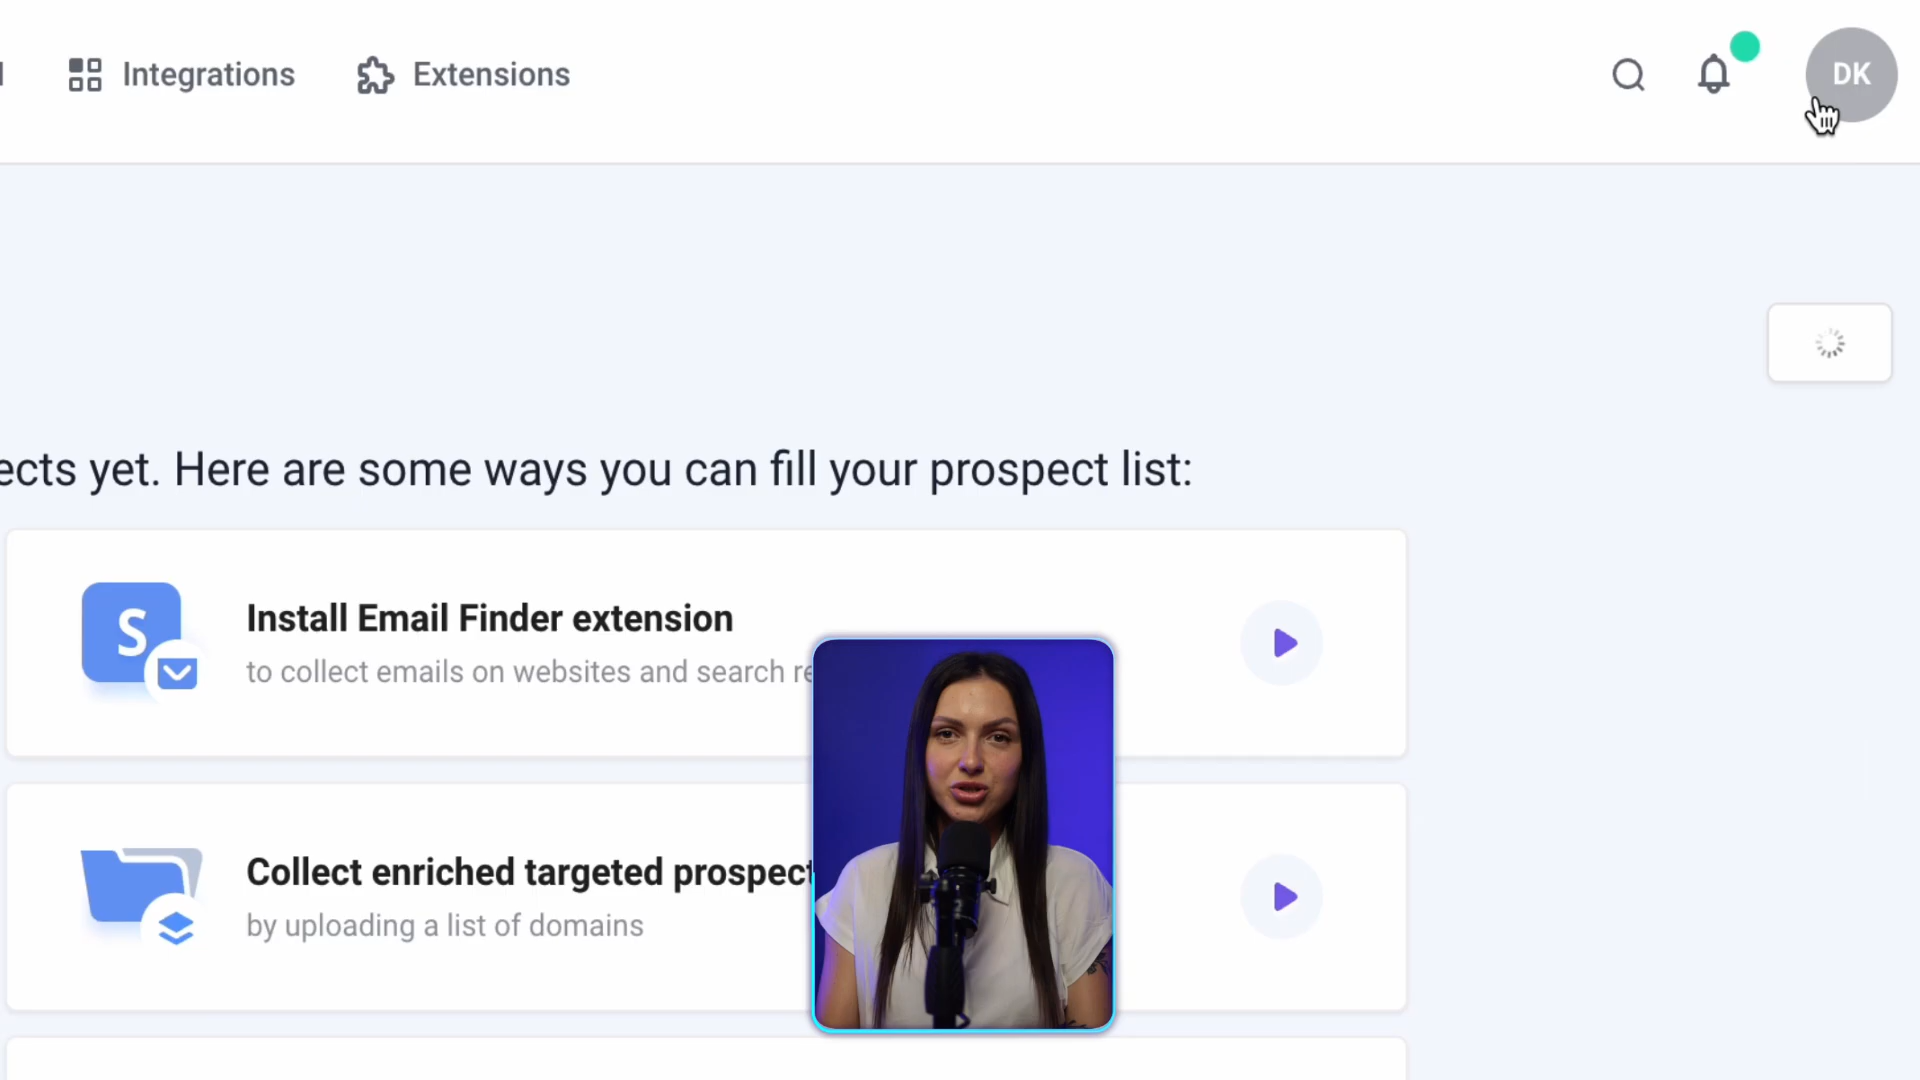 Integrations
Extensions
DK
ects yet. Here are some ways you can fill your prospect list:
S
Install Email Finder extension
to collect emails on websites and search re
Collect enriched targeted prospect
by uploading a list of domains